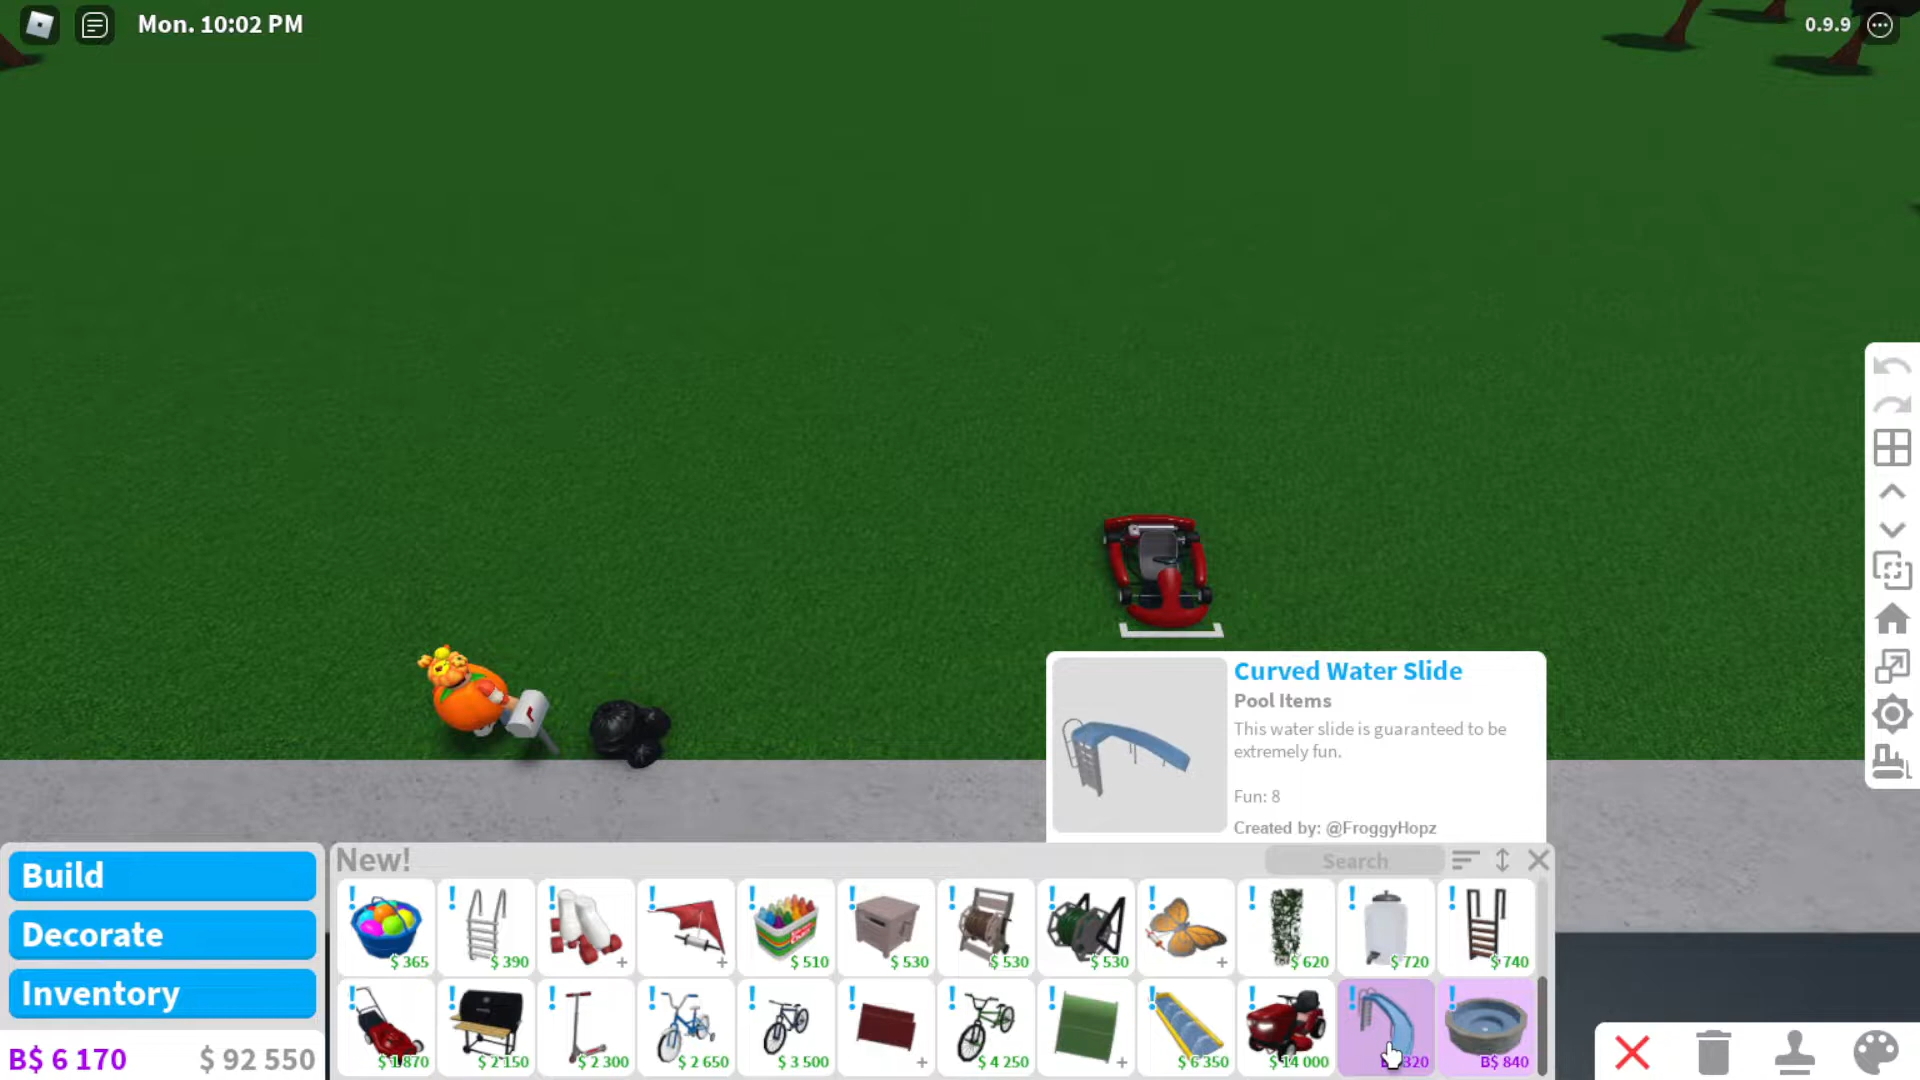 Mon. 10:02 PM
0.9.9
Curved Water Slide
Pool Items
This water slide is guaranteed to be
extremely fun.
Fun: 8
Created by: @FroggyHopz
New!
Search
Build
Decorate
Inventory
B$ 6 170 $ 92 550
$ 365 $ 390 + + $ 510 $ 530 $ 530 $ 530 + $ 620 $ 720 $ 740
$ 1 870 $ 2 150 $ 2 300 $ 2 650 $ 3 500 + $ 4 250 + $ 6 350 $ 14 000 320 B$ 840